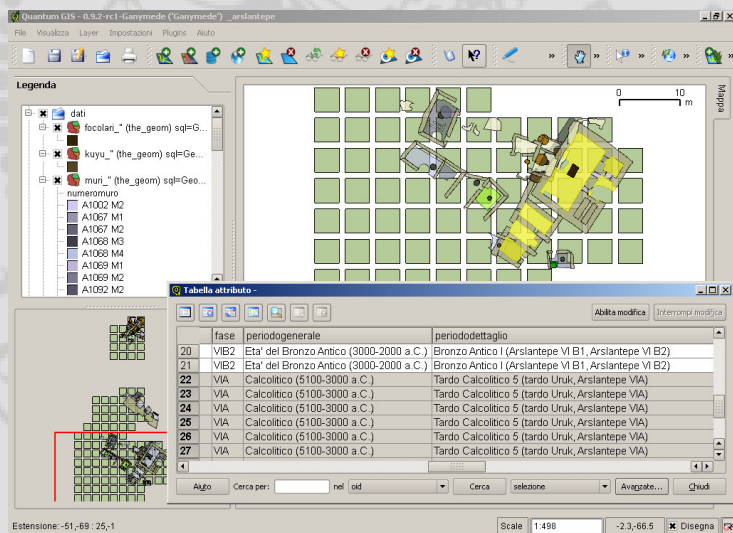 Quantum GIS - 0.9.2-rc1-Ganymede ('Ganymede') _arslantepe
File Visualizza Layer Impostazioni Plugins Aiuto
» » » »
Legenda
dati
focolari_" (the_geom) sql=G...
kuyu_" (the_geom) sql=Ge...
muri_" (the_geom) sql=Geo...
numeromuro
A1002 M2
A1067 M1
A1067 M2
A1068 M3
A1068 M4
A1069 M1
A1069 M2
A1092 M2
0 10
m
Mappa
Tabella attributo -
Abilita modifica Interrompi modifica
fase periodogenerale periododettaglio
20 VIB2 Eta' del Bronzo Antico (3000-2000 a.C.) Bronzo Antico I (Arslantepe VI B1, Arslantepe VI B2)
21 VIB2 Eta' del Bronzo Antico (3000-2000 a.C.) Bronzo Antico I (Arslantepe VI B1, Arslantepe VI B2)
22 VIA Calcolitico (5100-3000 a.C.) Tardo Calcolitico 5 (tardo Uruk, Arslantepe VIA)
23 VIA Calcolitico (5100-3000 a.C.) Tardo Calcolitico 5 (tardo Uruk, Arslantepe VIA)
24 VIA Calcolitico (5100-3000 a.C.) Tardo Calcolitico 5 (tardo Uruk, Arslantepe VIA)
25 VIA Calcolitico (5100-3000 a.C.) Tardo Calcolitico 5 (tardo Uruk, Arslantepe VIA)
26 VIA Calcolitico (5100-3000 a.C.) Tardo Calcolitico 5 (tardo Uruk, Arslantepe VIA)
27 VIA Calcolitico (5100-3000 a.C.) Tardo Calcolitico 5 (tardo Uruk, Arslantepe VIA)
Aiuto Cerca per: nel oid Cerca selezione Avanzate... Chiudi
Estensione: -51,-69 : 25,-1 Scale 1:498 -2.3,-66.5 Disegna